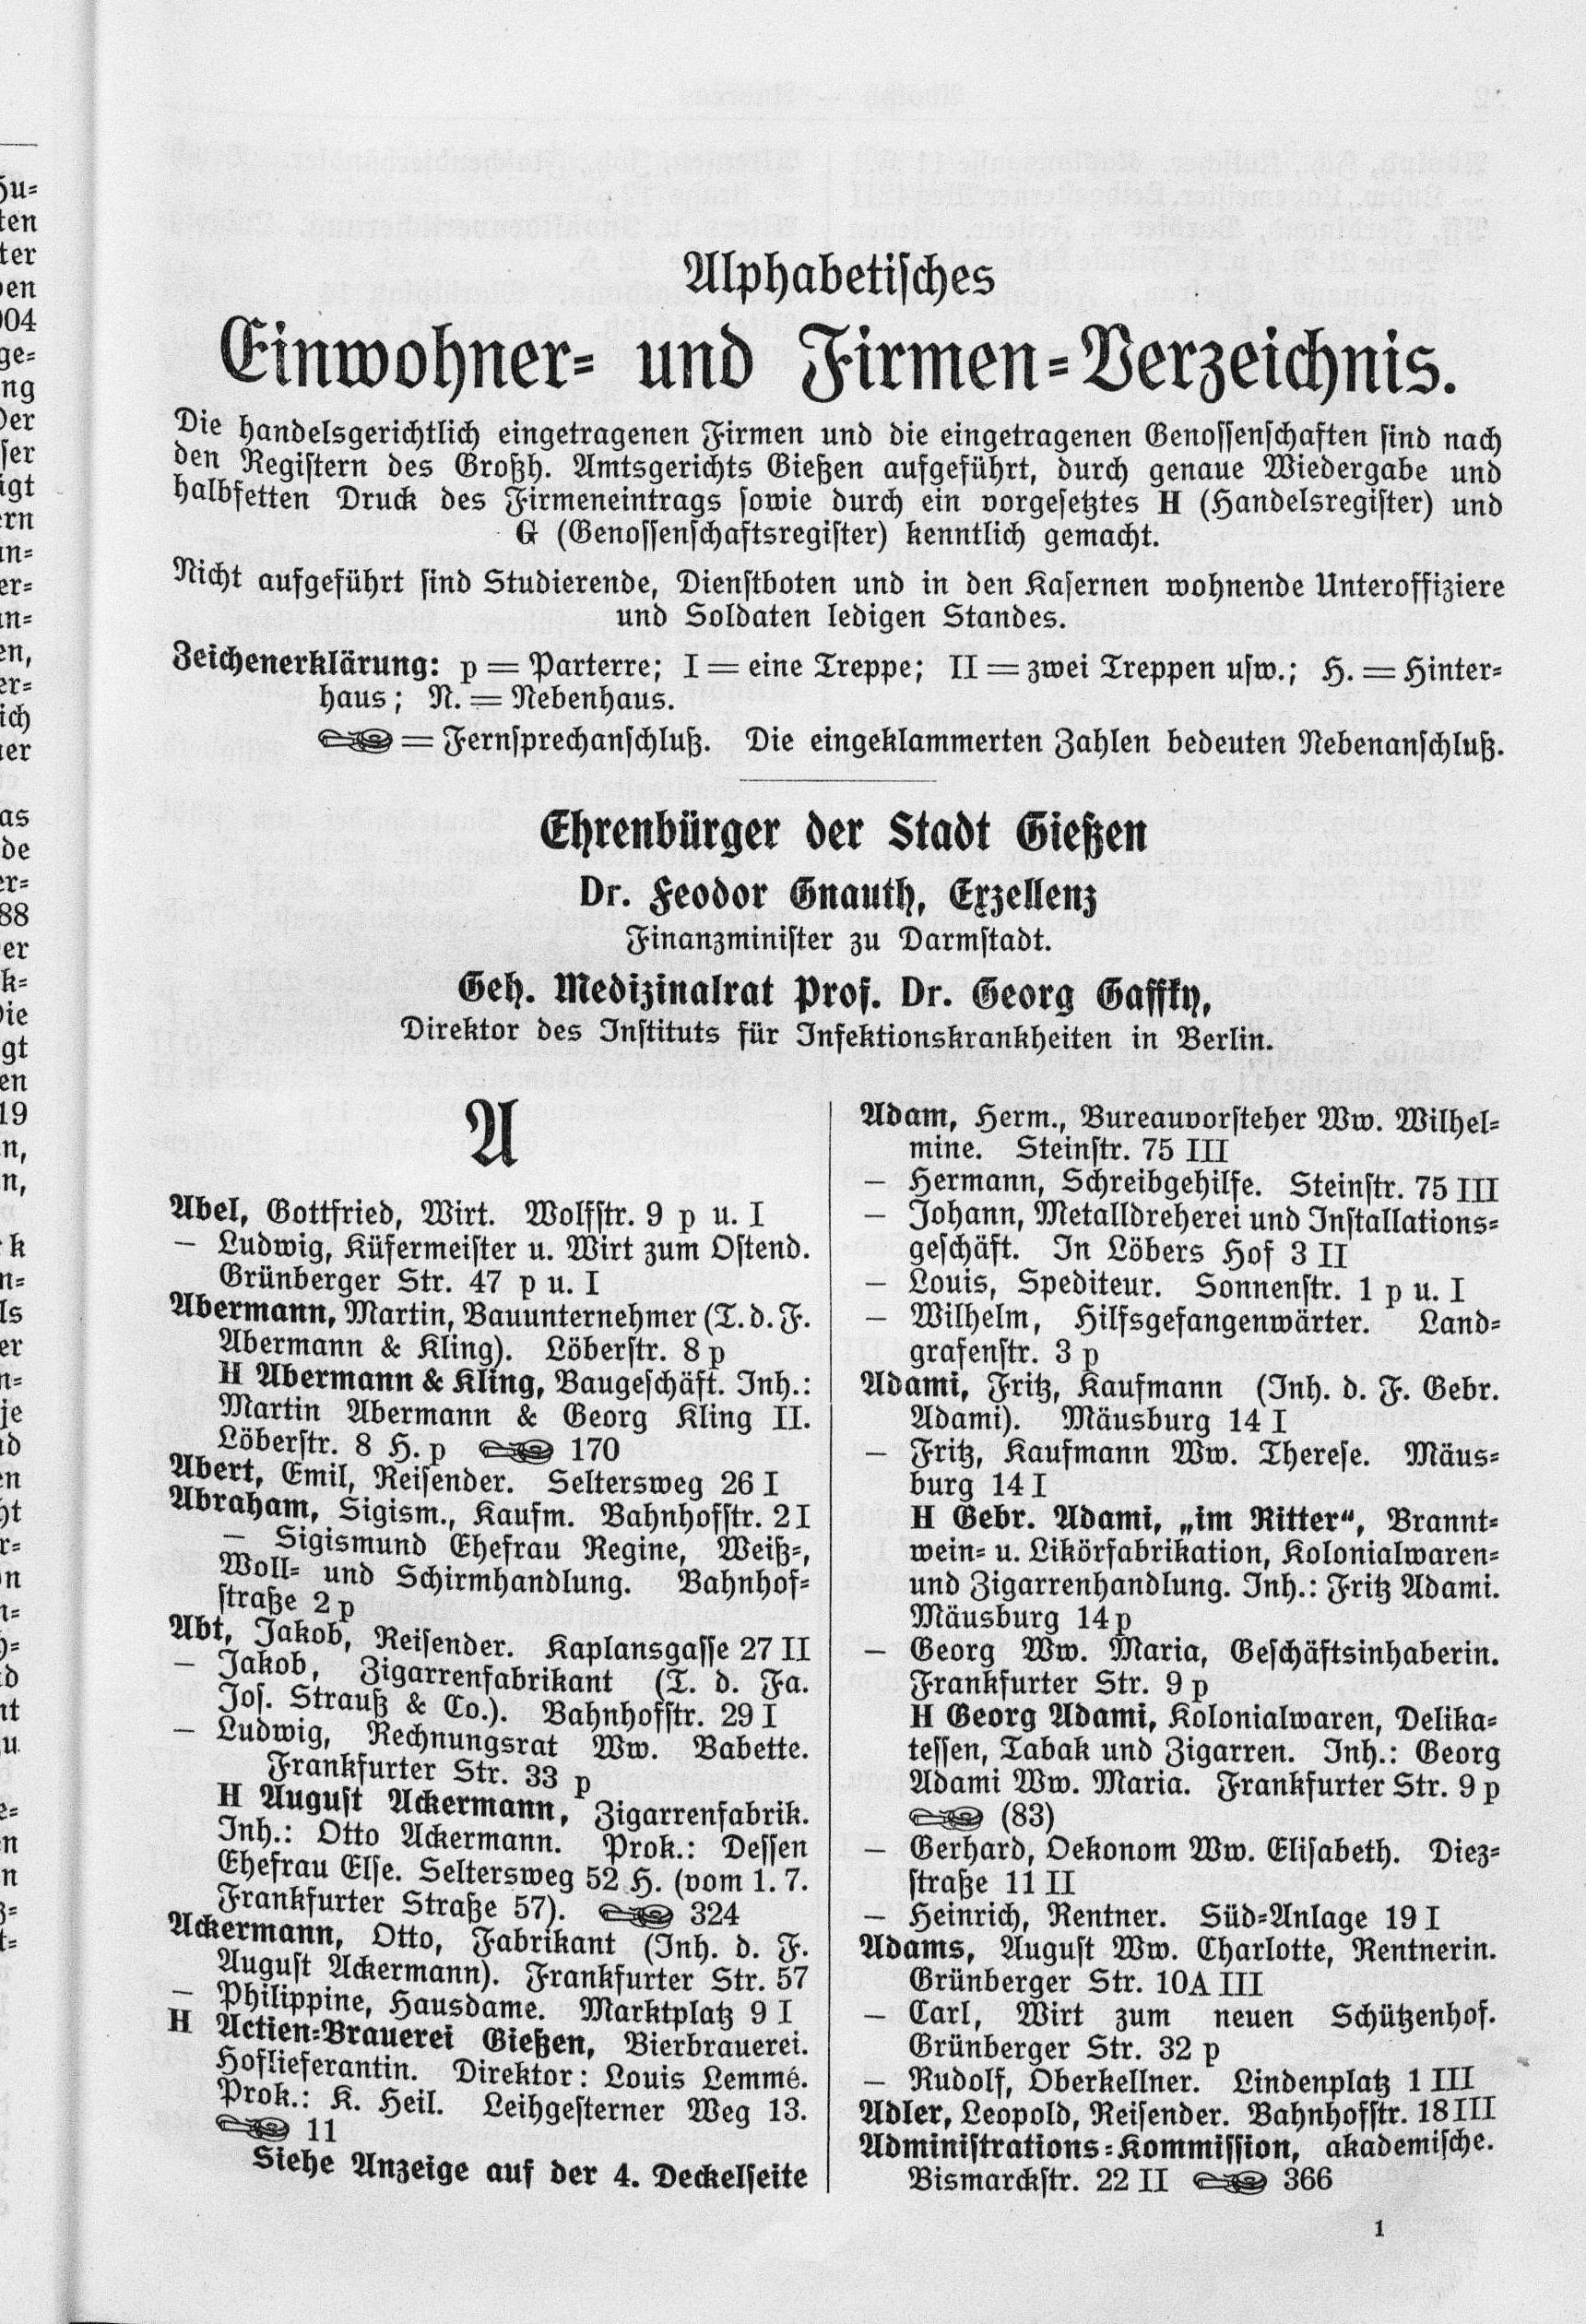 Alphabetisches
Einwohner- und Firmen-Verzeichnis.
Die handelsgerichtlich eingetragenen Firmen und die eingetragenen Genossenschaften sind nach
den Registern des Großh. Amtsgerichts Gießen aufgeführt, durch genaue Wiedergabe und
halbfetten Druck des Firmeneintrags sowie durch ein vorgesetztes H (Handelsregister) und
G (Genossenschaftsregister) kenntlich gemacht.
Nicht aufgeführt sind Studierende, Dienstboten und in den Kasernen wohnende Unteroffiziere
und Soldaten ledigen Standes.
Zeichenerklärung: p = Parterre; I = eine Treppe; II = zwei Treppen usw.; H. = Hinter-
haus; N. = Nebenhaus.
= Fernsprechanschluß. Die eingeklammerten Zahlen bedeuten Nebenanschluß.
Ehrenbürger der Stadt Gießen
Dr. Feodor Gnauth, Exzellenz
Finanzminister zu Darmstadt.
Geh. Medizinalrat Prof. Dr. Georg Gaffky,
Direktor des Instituts für Infektionskrankheiten in Berlin.
A
Abel, Gottfried, Wirt. Wolfstr. 9 p u. I
— Ludwig, Küfermeister u. Wirt zum Ostend.
Grünberger Str. 47 p u. I
Abermann, Martin, Bauunternehmer (T. d. F.
Abermann & Kling). Löberstr. 8 p
H Abermann & Kling, Baugeschäft. Inh.:
Martin Abermann & Georg Kling II.
Löberstr. 8 H. p 170
Abert, Emil, Reisender. Seltersweg 26 I
Abraham, Sigism., Kaufm. Bahnhofstr. 2 I
— Sigismund Ehefrau Regine, Weiß-,
Woll- und Schirmhandlung. Bahnhof-
straße 2 p
Abt, Jakob, Reisender. Kaplansgasse 27 II
— Jakob, Zigarrenfabrikant (T. d. Fa.
Jos. Strauß & Co.). Bahnhofstr. 29 I
— Ludwig, Rechnungsrat Ww. Babette.
Frankfurter Str. 33 p
H August Ackermann, Zigarrenfabrik.
Inh.: Otto Ackermann. Prok.: Dessen
Ehefrau Else. Seltersweg 52 H. (vom 1. 7.
Frankfurter Straße 57). 324
Ackermann, Otto, Fabrikant (Inh. d. F.
August Ackermann). Frankfurter Str. 57
— Philippine, Hausdame. Marktplatz 9 I
H Actien-Brauerei Gießen, Bierbrauerei.
Hoflieferantin. Direktor: Louis Lemmé.
Prok.: K. Heil. Leihgesterner Weg 13.
11
Siehe Anzeige auf der 4. Deckelseite
Adam, Herm., Bureauvorsteher Ww. Wilhel-
mine. Steinstr. 75 III
— Hermann, Schreibgehilfe. Steinstr. 75 III
— Johann, Metalldreherei und Installations-
geschäft. In Löbers Hof 3 II
— Louis, Spediteur. Sonnenstr. 1 p u. I
— Wilhelm, Hilfsgefangenwärter. Land-
grafenstr. 3 p
Adami, Fritz, Kaufmann (Inh. d. F. Gebr.
Adami). Mäusburg 14 I
— Fritz, Kaufmann Ww. Therese. Mäus-
burg 14 I
H Gebr. Adami, „im Ritter“, Brannt-
wein- u. Likörfabrikation, Kolonialwaren-
und Zigarrenhandlung. Inh.: Fritz Adami.
Mäusburg 14 p
— Georg Ww. Maria, Geschäftsinhaberin.
Frankfurter Str. 9 p
H Georg Adami, Kolonialwaren, Delika-
tessen, Tabak und Zigarren. Inh.: Georg
Adami Ww. Maria. Frankfurter Str. 9 p
(83)
— Gerhard, Oekonom Ww. Elisabeth. Diez-
straße 11 II
— Heinrich, Rentner. Süd-Anlage 19 I
Adams, August Ww. Charlotte, Rentnerin.
Grünberger Str. 10A III
— Carl, Wirt zum neuen Schützenhof.
Grünberger Str. 32 p
— Rudolf, Oberkellner. Lindenplatz 1 III
Adler, Leopold, Reisender. Bahnhofstr. 18 III
Administrations-Kommission, akademische.
Bismarckstr. 22 II 366
1